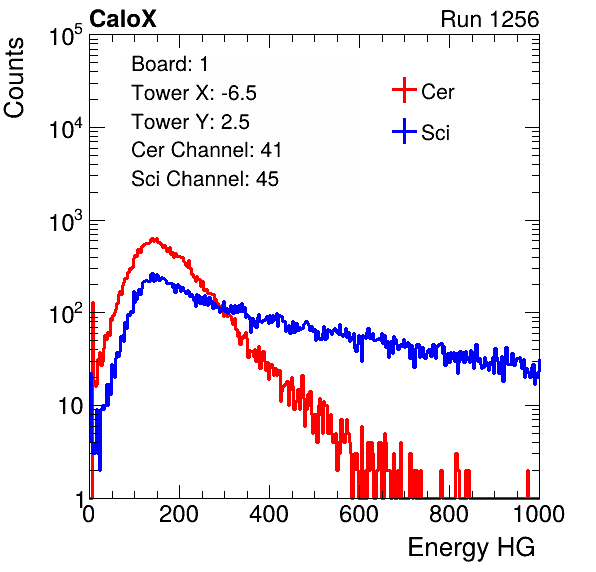 CaloX Run 1256
Counts
Board: 1
Tower X: -6.5
Tower Y: 2.5
Cer Channel: 41
Sci Channel: 45
Cer
Sci
10^5
10^4
10^3
10^2
10
1
0 200 400 600 800 1000
Energy HG